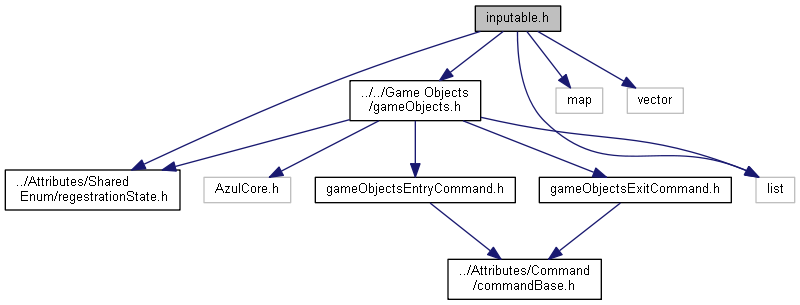 inputable.h
../../Game Objects
/gameObjects.h
map
vector
../Attributes/Shared
Enum/regestrationState.h
AzulCore.h
gameObjectsEntryCommand.h
gameObjectsExitCommand.h
list
../Attributes/Command
/commandBase.h